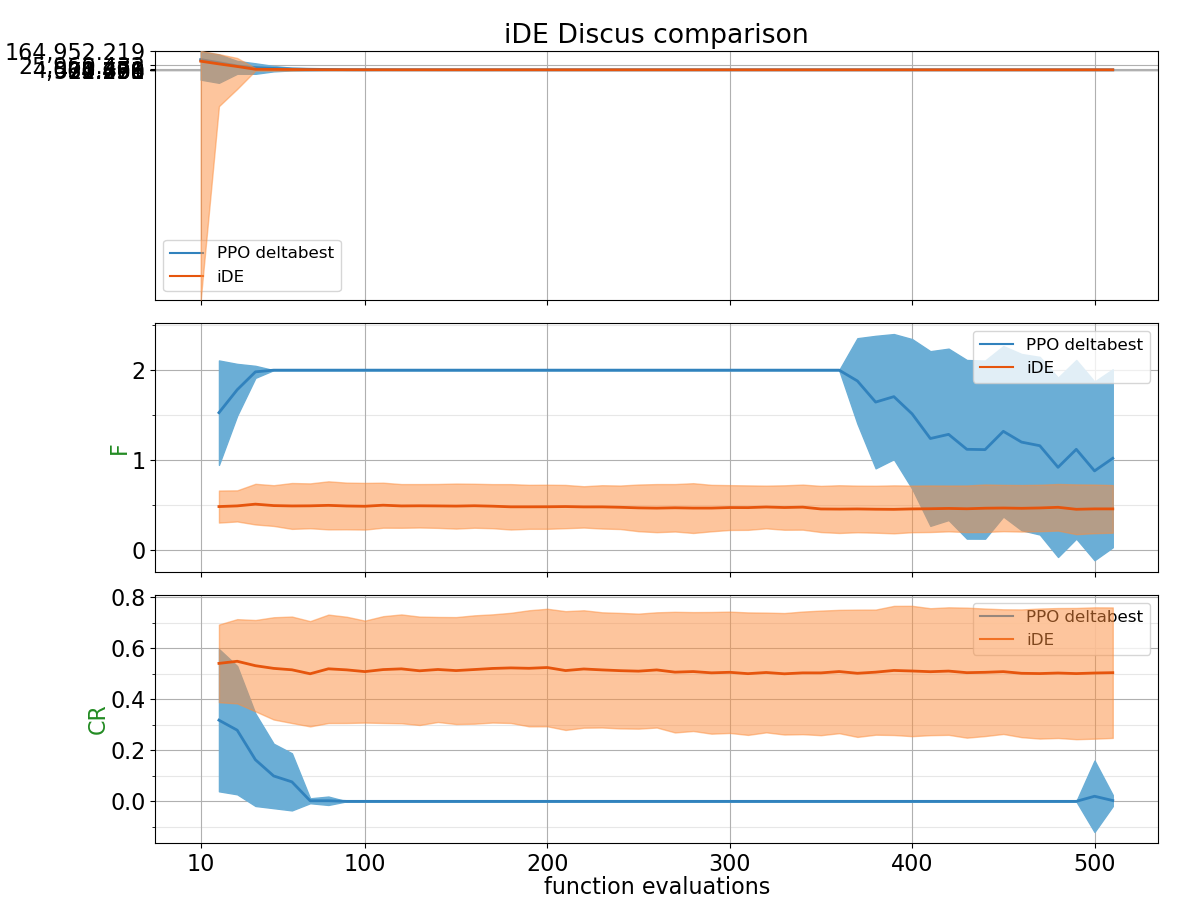 iDE Discus comparison
164,952.219
PPO deltabest
iDE
F
2
1
0
PPO deltabest
iDE
CR
0.8
0.6
0.4
0.2
0.0
PPO deltabest
iDE
10 100 200 300 400 500
function evaluations